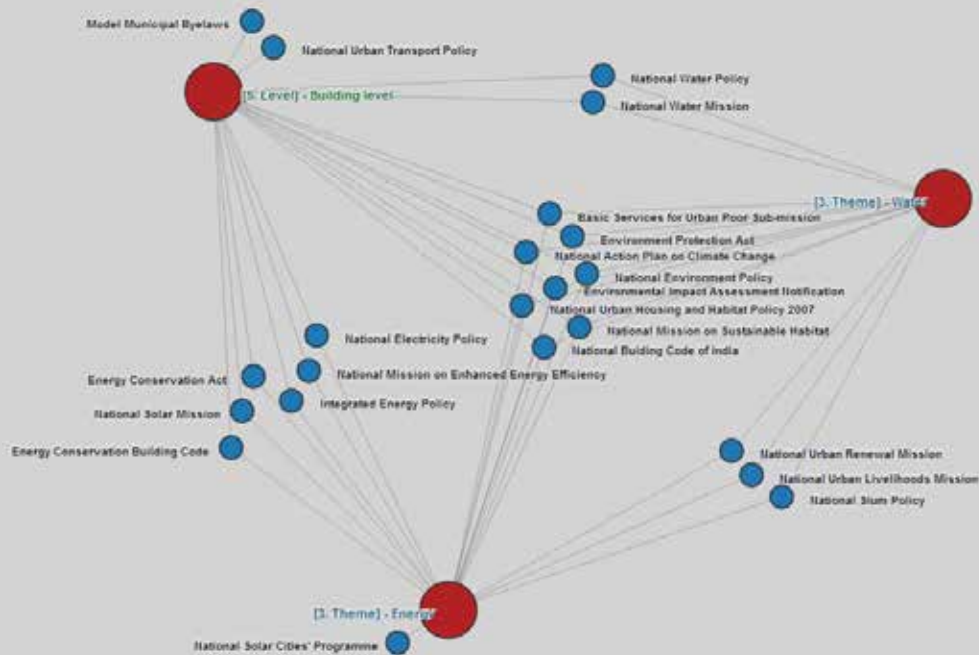 Model Municipal Byelaws
National Urban Transport Policy
National Water Policy
[5. Level] - Building level
National Water Mission
[3. Theme] - Water
Basic Services for Urban Poor Sub-mission
Environment Protection Act
National Action Plan on Climate Change
National Environment Policy
Environmental Impact Assessment Notification
National Urban Housing and Habitat Policy 2007
National Mission on Sustainable Habitat
National Electricity Policy
National Buiding Code of India
National Mission on Enhanced Energy Efficiency
Energy Conservation Act
Integrated Energy Policy
National Solar Mission
Energy Conservation Building Code
National Urban Renewal Mission
National Urban Livelihoods Mission
National Slum Policy
[3. Theme] - Energy
National Solar Cities' Programme